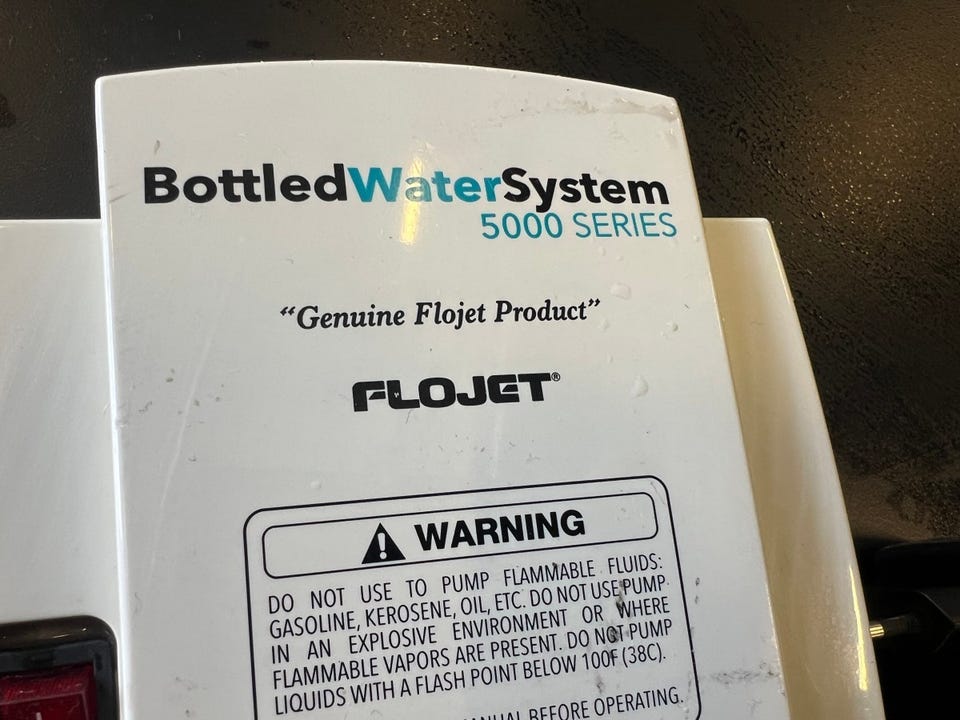 BottledWaterSystem
5000 SERIES
“Genuine Flojet Product”
FLOJET®
WARNING
DO NOT USE TO PUMP FLAMMABLE FLUIDS:
GASOLINE, KEROSENE, OIL, ETC. DO NOT USE PUMP
IN AN EXPLOSIVE ENVIRONMENT OR WHERE
FLAMMABLE VAPORS ARE PRESENT. DO NOT PUMP
LIQUIDS WITH A FLASH POINT BELOW 100F (38C).
BEFORE OPERATING.